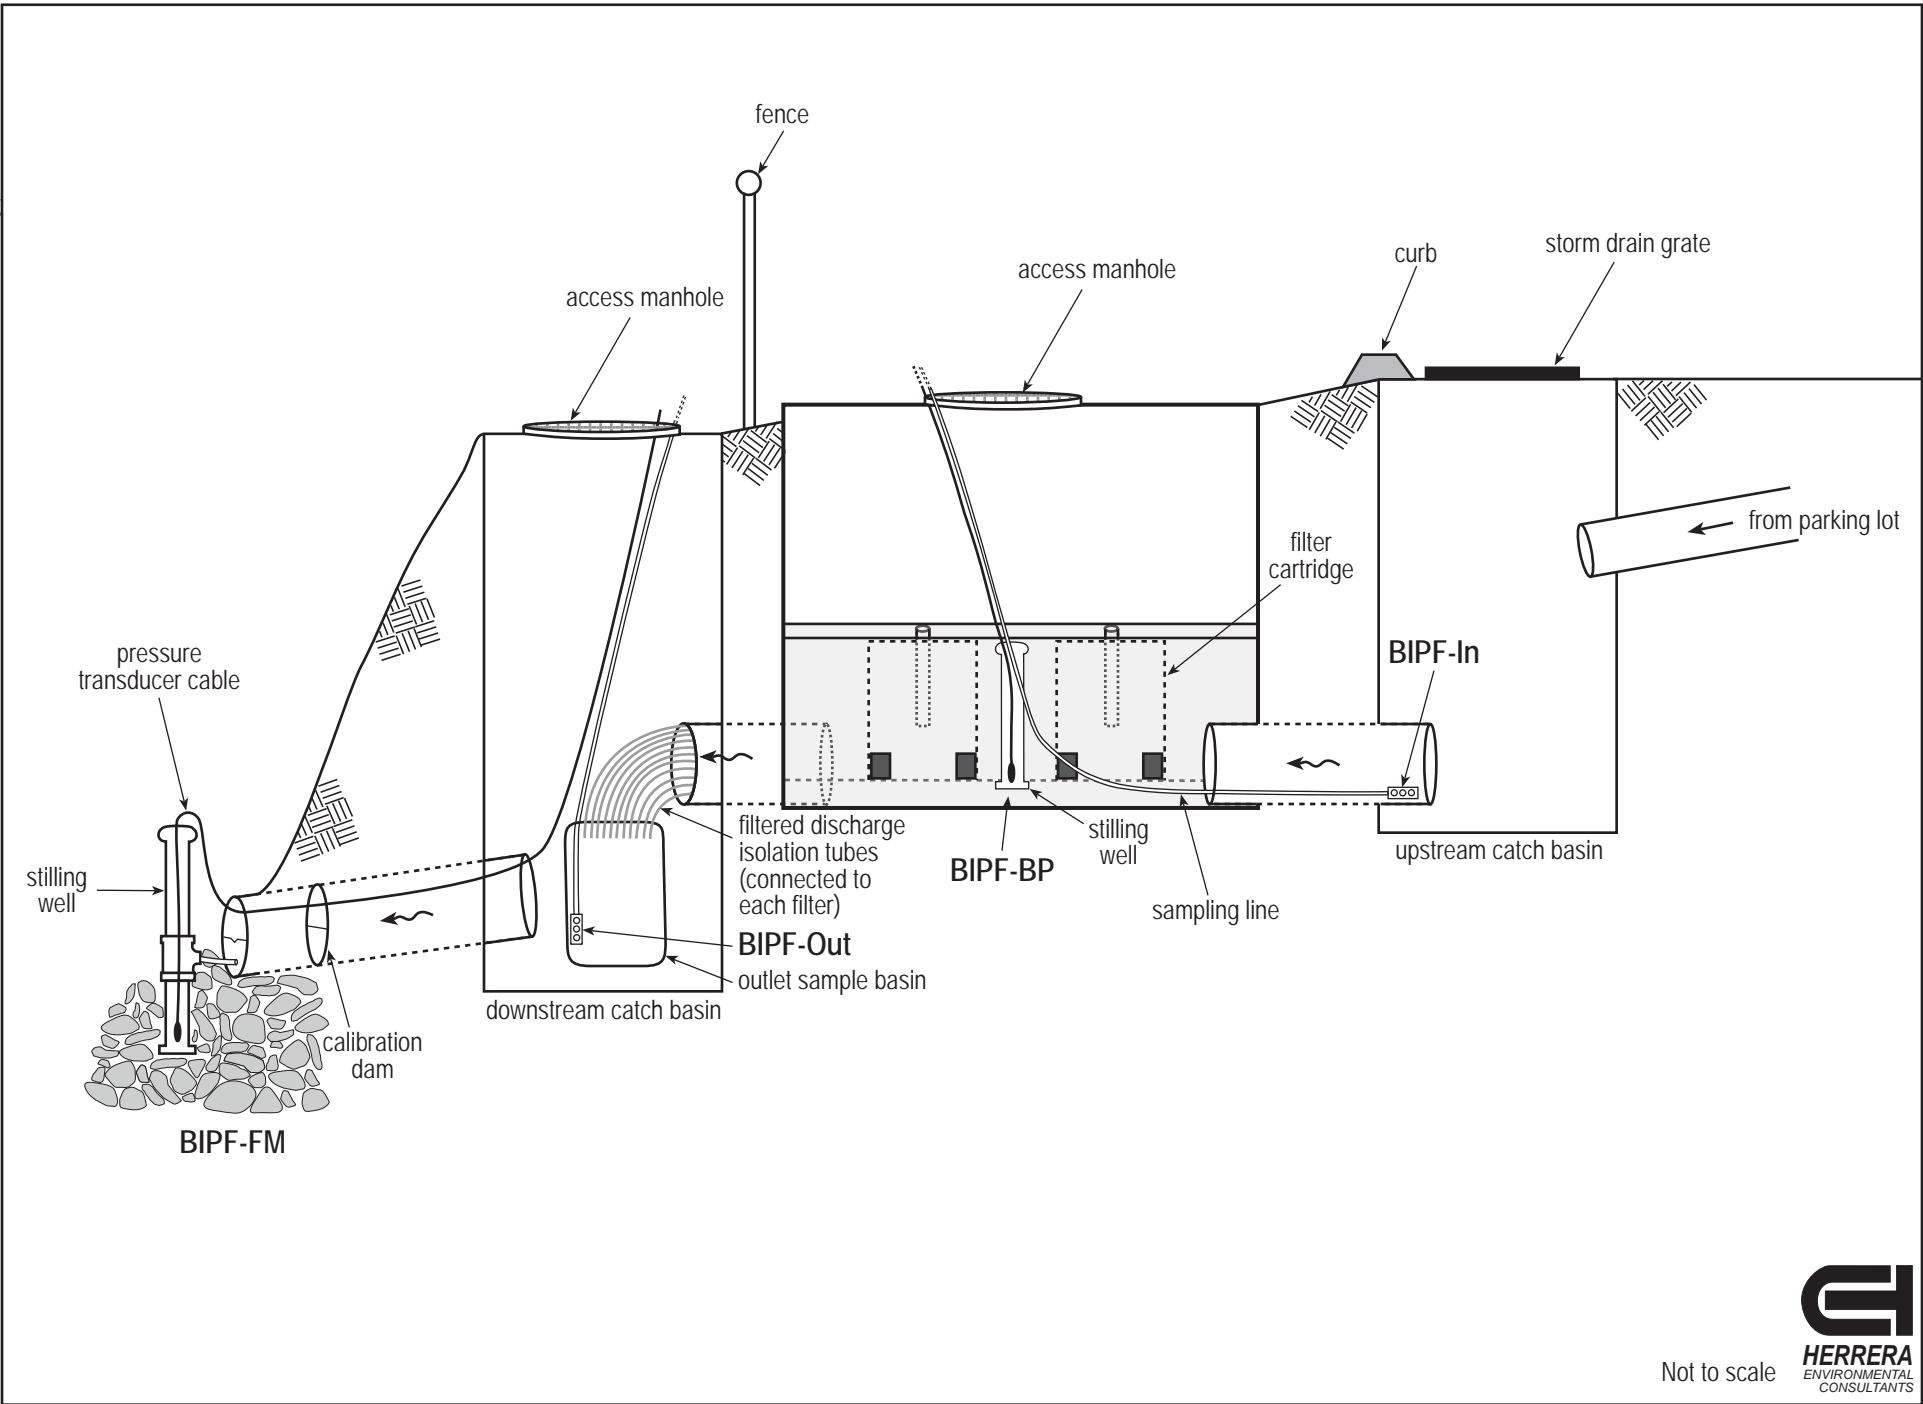 fence
storm drain grate
curb
access manhole
access manhole
from parking lot
filter
cartridge
BIPF-In
pressure
transducer cable
filtered discharge
isolation tubes
(connected to
each filter)
stilling
well
BIPF-BP
upstream catch basin
stilling
well
sampling line
BIPF-Out
outlet sample basin
downstream catch basin
calibration
dam
BIPF-FM
Not to scale
HERRERA
ENVIRONMENTAL
CONSULTANTS